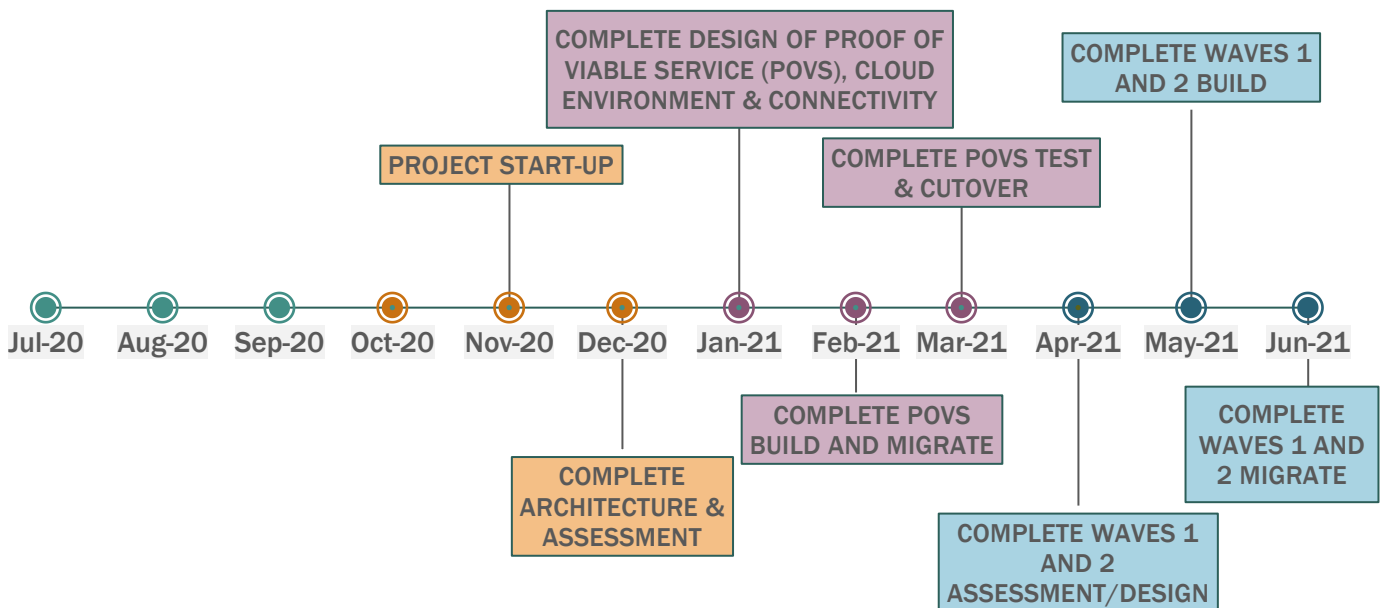 COMPLETE DESIGN OF PROOF OF
VIABLE SERVICE (POVS), CLOUD
ENVIRONMENT & CONNECTIVITY
COMPLETE WAVES 1
AND 2 BUILD
PROJECT START-UP
COMPLETE POVS TEST
& CUTOVER
Jul-20
Aug-20
Sep-20
Oct-20
Nov-20
Dec-20
Jan-21
Feb-21
Mar-21
Apr-21
May-21
Jun-21
COMPLETE POVS
BUILD AND MIGRATE
COMPLETE
WAVES 1 AND
2 MIGRATE
COMPLETE
ARCHITECTURE &
ASSESSMENT
COMPLETE WAVES 1
AND 2
ASSESSMENT/DESIGN